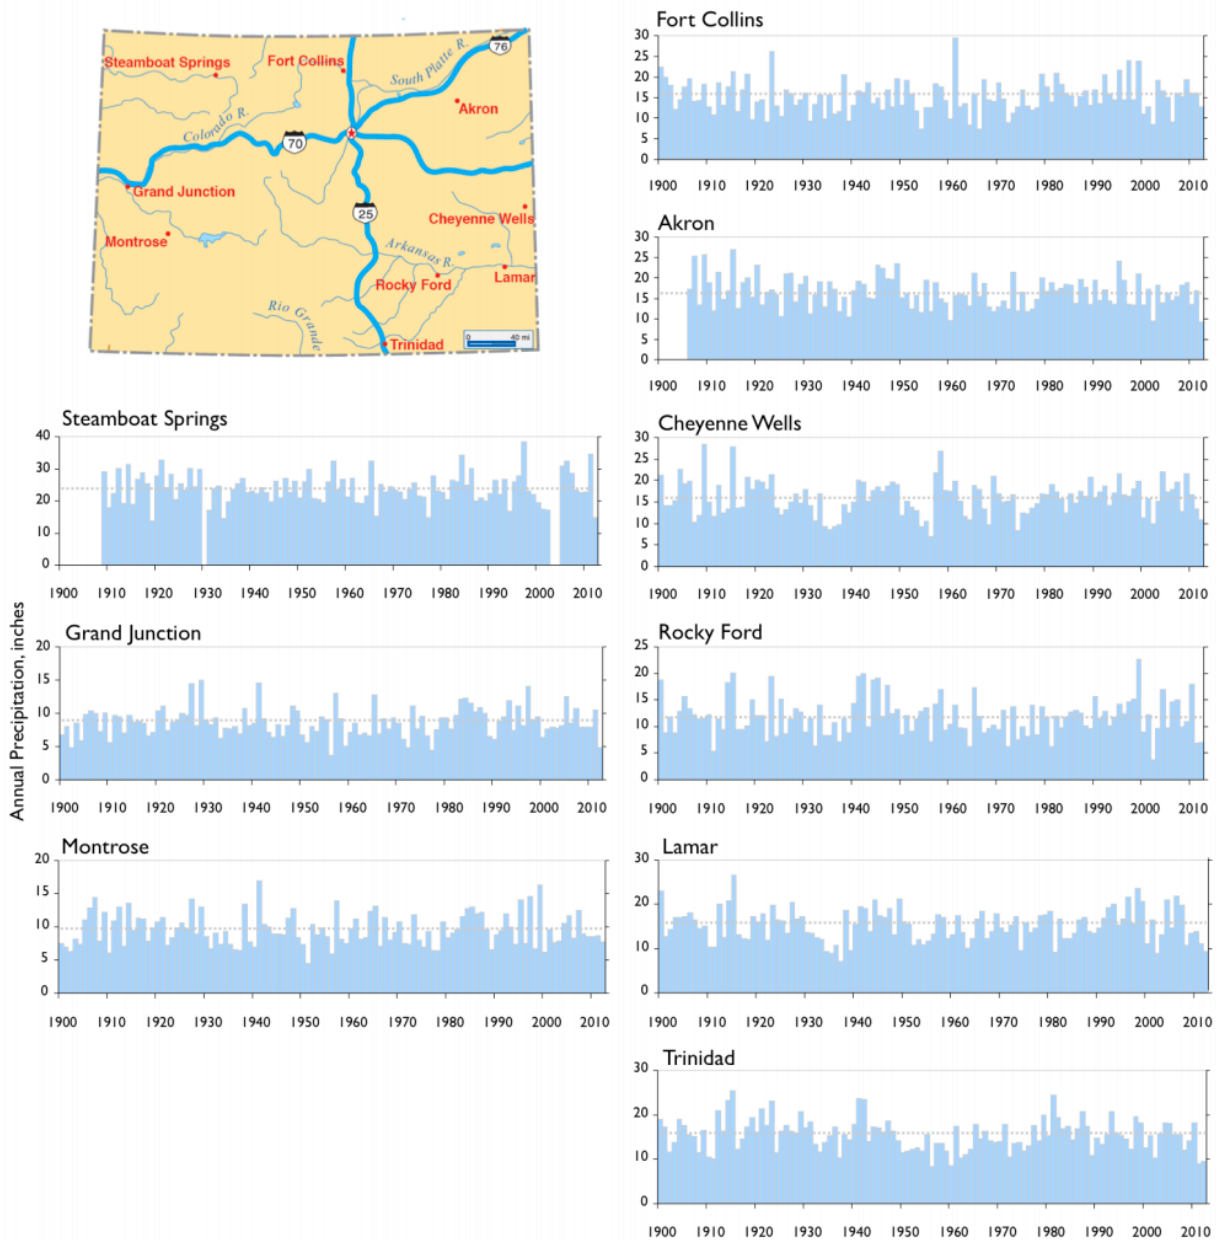 Steamboat Springs
Fort Collins
South Platte R.
76
Akron
Colorado R.
70
Grand Junction
25
Cheyenne Wells
Montrose
Arkansas R.
Rocky Ford
Lamar
Rio Grande
0 40 mi
Trinidad
Fort Collins
30
25
20
15
10
5
0
1900 1910 1920 1930 1940 1950 1960 1970 1980 1990 2000 2010
Akron
30
25
20
15
10
5
0
1900 1910 1920 1930 1940 1950 1960 1970 1980 1990 2000 2010
Annual Precipitation, inches
Steamboat Springs
40
30
20
10
0
1900 1910 1920 1930 1940 1950 1960 1970 1980 1990 2000 2010
Cheyenne Wells
30
25
20
15
10
5
0
1900 1910 1920 1930 1940 1950 1960 1970 1980 1990 2000 2010
Grand Junction
20
15
10
5
0
1900 1910 1920 1930 1940 1950 1960 1970 1980 1990 2000 2010
Rocky Ford
25
20
15
10
5
0
1900 1910 1920 1930 1940 1950 1960 1970 1980 1990 2000 2010
Montrose
20
15
10
5
0
1900 1910 1920 1930 1940 1950 1960 1970 1980 1990 2000 2010
Lamar
30
20
10
0
1900 1910 1920 1930 1940 1950 1960 1970 1980 1990 2000 2010
Trinidad
30
20
10
0
1900 1910 1920 1930 1940 1950 1960 1970 1980 1990 2000 2010